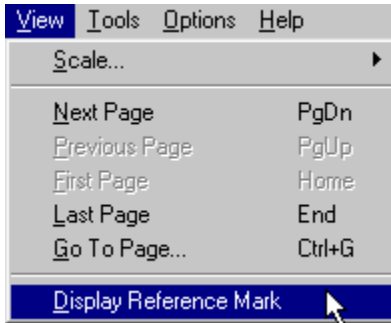 View Tools Options Help
Scale...
Next Page PgDn
Previous Page PgUp
First Page Home
Last Page End
Go To Page... Ctrl+G
Display Reference Mark